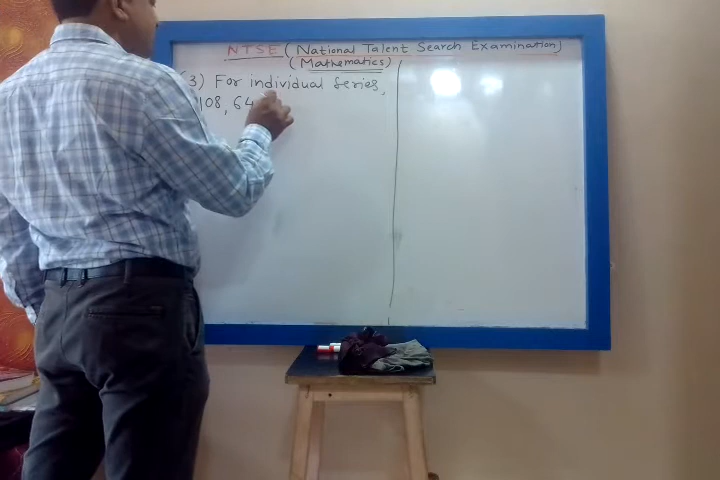 NTSE (National Talent Search Examination)
(Mathematics)
(3) For individual series,
108, 64